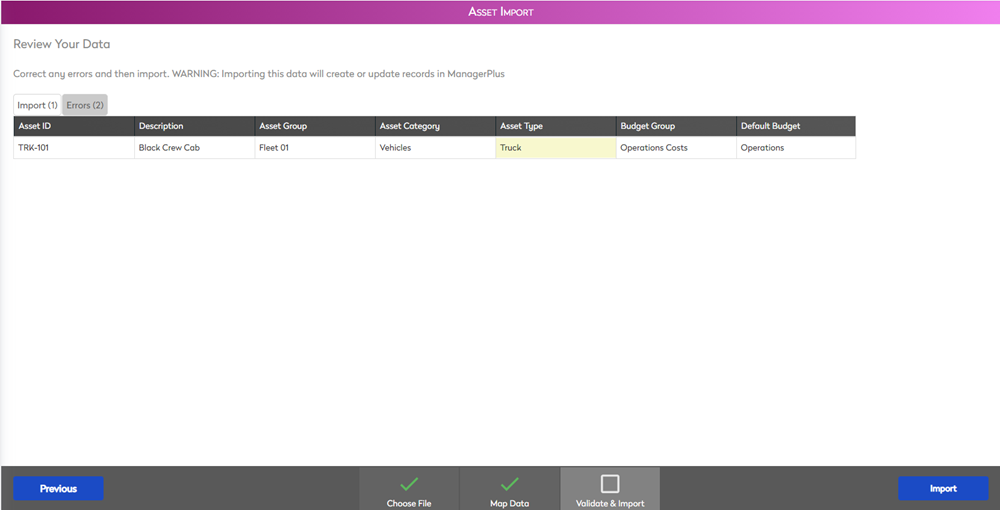 Asset Import
Review Your Data
Correct any errors and then import. WARNING: Importing this data will create or update records in ManagerPlus
Import (1) Errors (2)
Asset ID Description Asset Group Asset Category Asset Type Budget Group Default Budget
TRK-101 Black Crew Cab Fleet 01 Vehicles Truck Operations Costs Operations
Previous Choose File Map Data Validate & Import Import